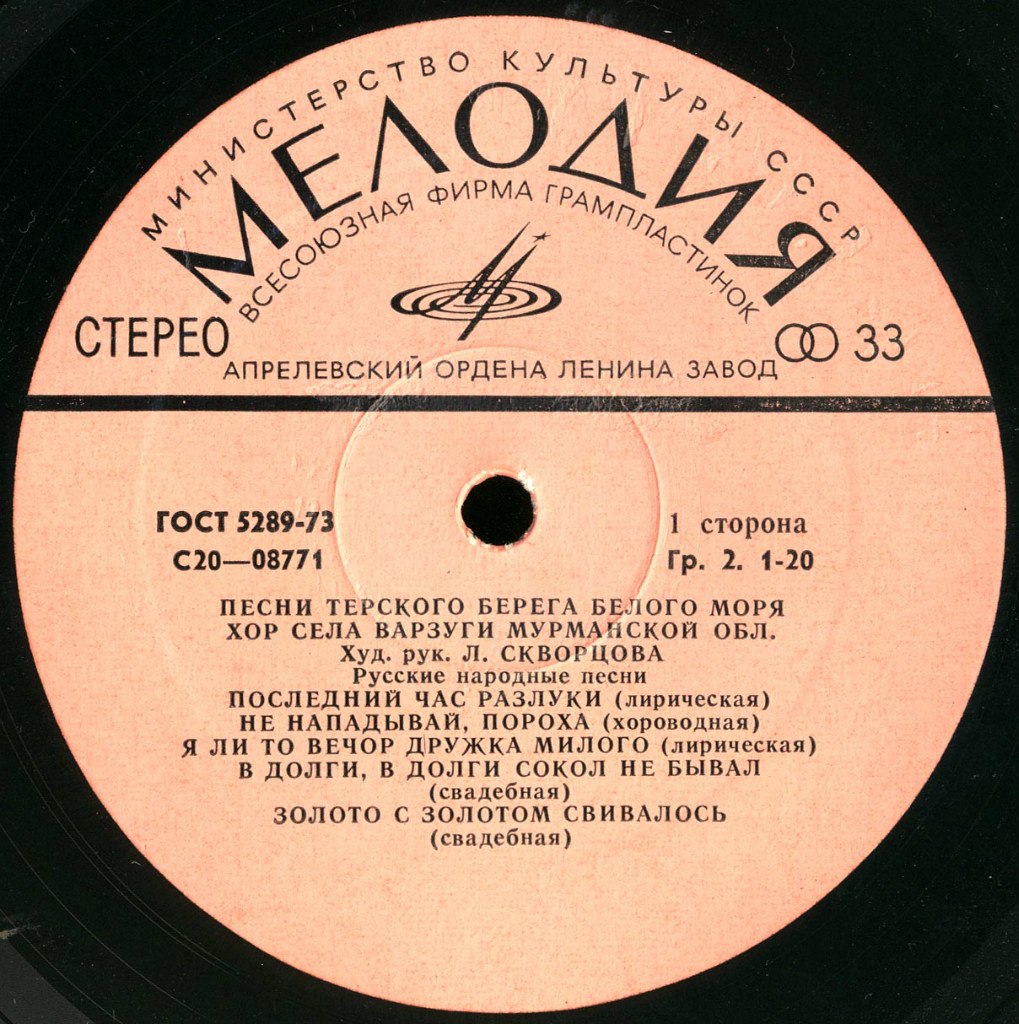 МИНИСТЕРСТВО КУЛЬТУРЫ СССР
МЕЛОДИЯ
ВСЕСОЮЗНАЯ ФИРМА ГРАМПЛАСТИНОК
СТЕРЕО
33
АПРЕЛЕВСКИЙ ОРДЕНА ЛЕНИНА ЗАВОД
ГОСТ 5289-73
1 сторона
С20—08771
Гр. 2. 1-20
ПЕСНИ ТЕРСКОГО БЕРЕГА БЕЛОГО МОРЯ
ХОР СЕЛА ВАРЗУГИ МУРМАНСКОЙ ОБЛ.
Худ. рук. Л. СКВОРЦОВА
Русские народные песни
ПОСЛЕДНИЙ ЧАС РАЗЛУКИ (лирическая)
НЕ НАПАДЫВАЙ, ПОРОХА (хороводная)
Я ЛИ ТО ВЕЧОР ДРУЖКА МИЛОГО (лирическая)
В ДОЛГИ, В ДОЛГИ СОКОЛ НЕ БЫВАЛ
(свадебная)
ЗОЛОТО С ЗОЛОТОМ СВИВАЛОСЬ
(свадебная)